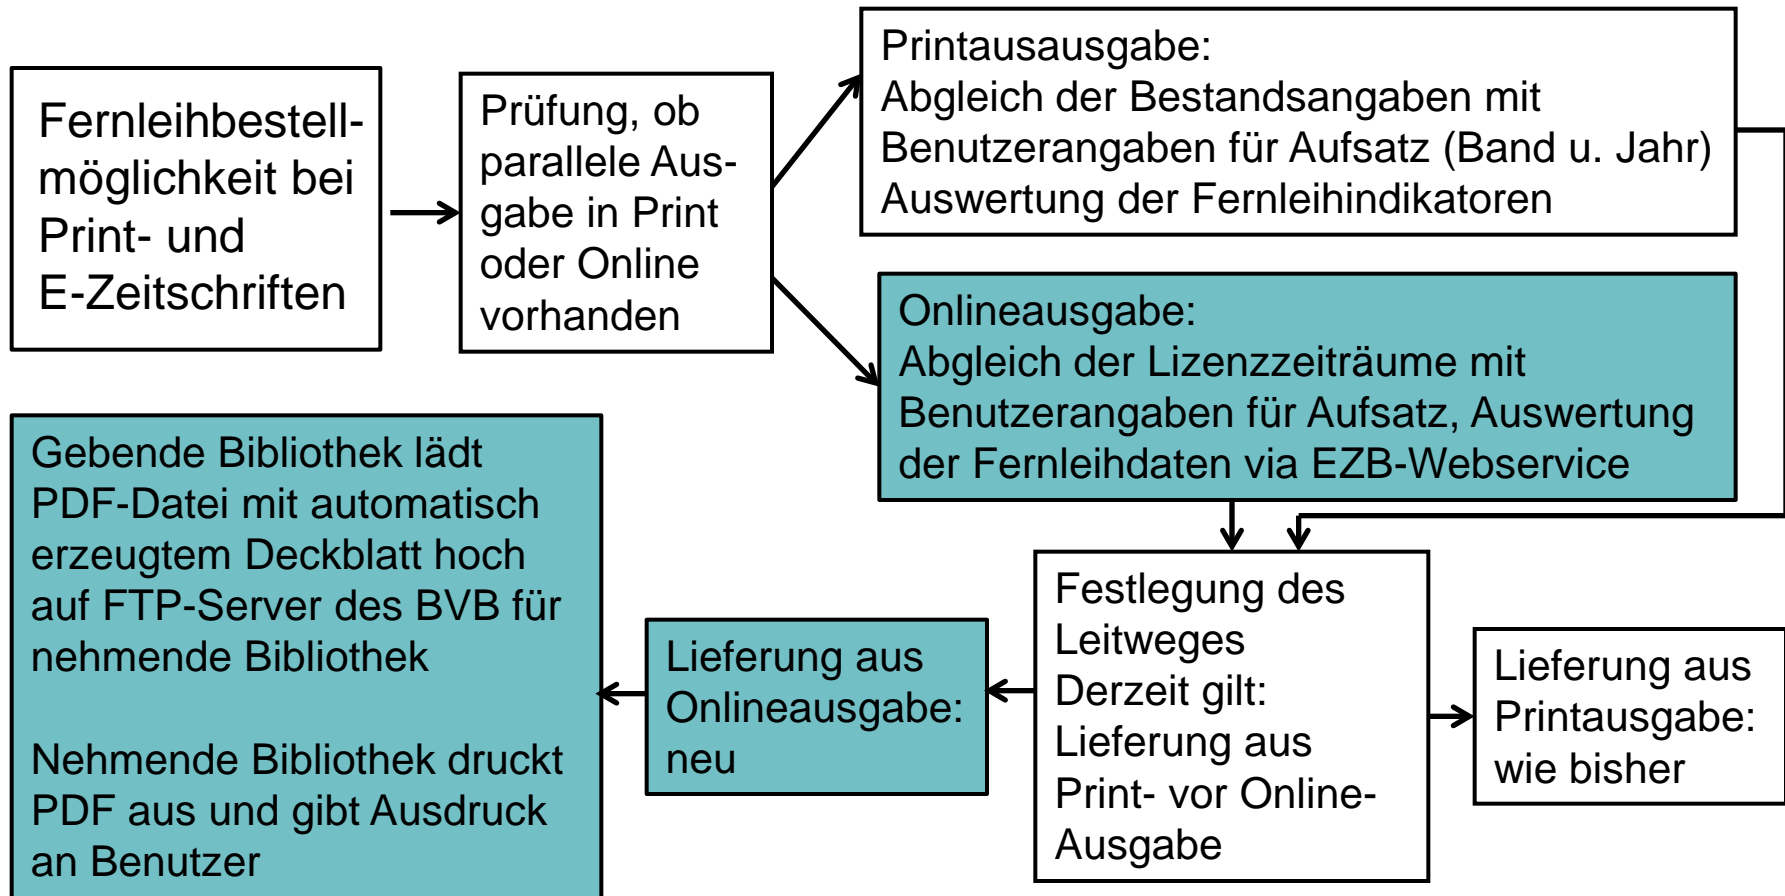 Fernleihbestell-
möglichkeit bei
Print- und
E-Zeitschriften
Prüfung, ob
parallele Aus-
gabe in Print
oder Online
vorhanden
Printausausgabe:
Abgleich der Bestandsangaben mit
Benutzerangaben für Aufsatz (Band u. Jahr)
Auswertung der Fernleihindikatoren
Onlineausgabe:
Abgleich der Lizenzzeiträume mit
Benutzerangaben für Aufsatz, Auswertung
der Fernleihdaten via EZB-Webservice
Festlegung des
Leitweges
Derzeit gilt:
Lieferung aus
Print- vor Online-
Ausgabe
Lieferung aus
Printausgabe:
wie bisher
Lieferung aus
Onlineausgabe:
neu
Gebende Bibliothek lädt
PDF-Datei mit automatisch
erzeugtem Deckblatt hoch
auf FTP-Server des BVB für
nehmende Bibliothek
Nehmende Bibliothek druckt
PDF aus und gibt Ausdruck
an Benutzer